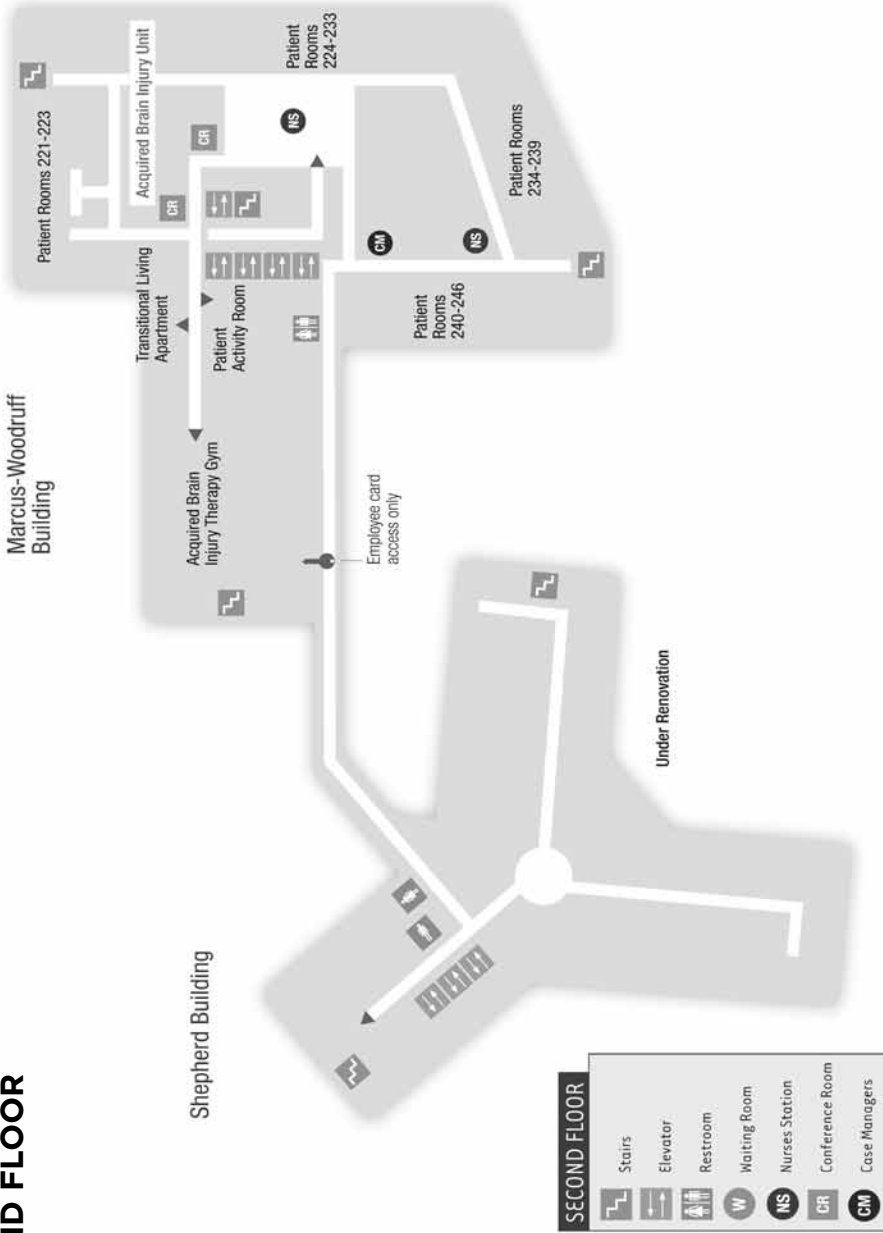 ND FLOOR
Marcus-Woodruff
Building
Patient Rooms 221-223
Acquired Brain Injury Unit
Patient
Rooms
224-233
CR
CR
NS
Transitional Living
Apartment
Patient
Activity Room
Acquired Brain
Injury Therapy Gym
CM
NS
Patient Rooms
234-239
Patient
Rooms
240-246
Employee card
access only
Shepherd Building
Under Renovation
SECOND FLOOR
Stairs
Elevator
Restroom
W Waiting Room
NS Nurses Station
CR Conference Room
CM Case Managers